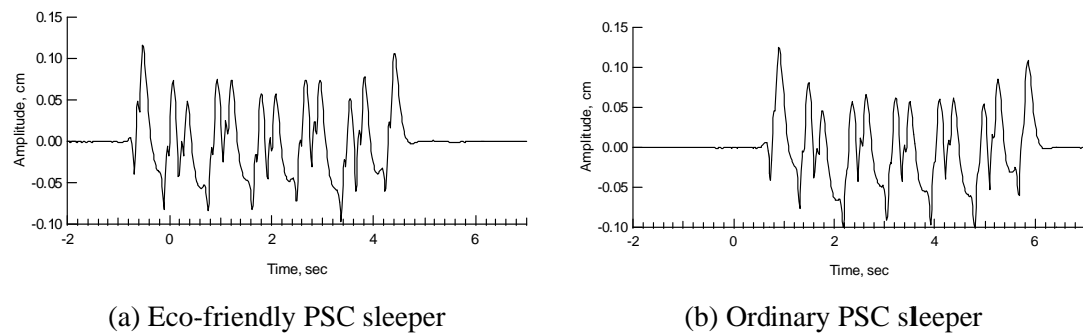 0.15
0.10
0.05
0.00
-0.05
-0.10
Amplitude, cm
-2 0 2 4 6
Time, sec
(a) Eco-friendly PSC sleeper
0.15
0.10
0.05
0.00
-0.05
-0.10
Amplitude, cm
-2 0 2 4 6
Time, sec
(b) Ordinary PSC sleeper